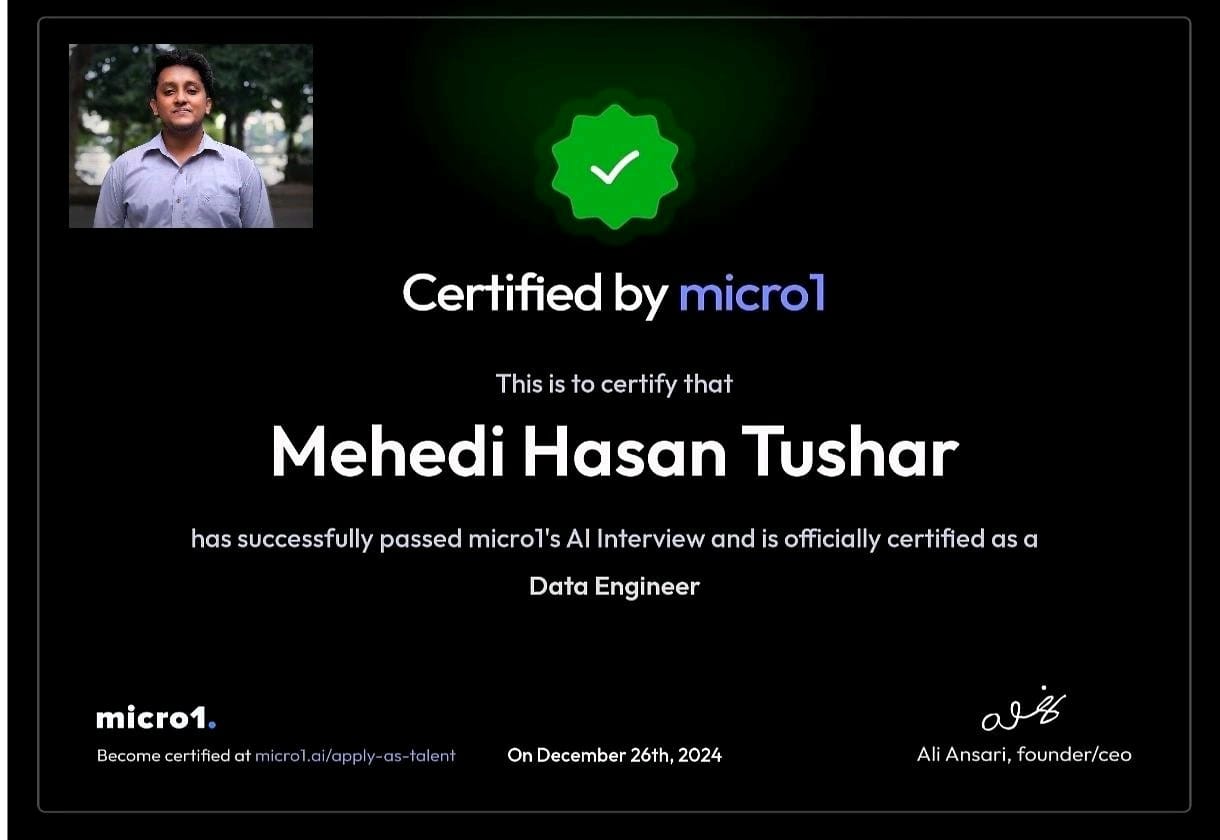 Certified by micro1
This is to certify that
Mehedi Hasan Tushar
has successfully passed micro1's AI Interview and is officially certified as a
Data Engineer
micro1.
Become certified at micro1.ai/apply-as-talent
On December 26th, 2024
Ali Ansari, founder/ceo